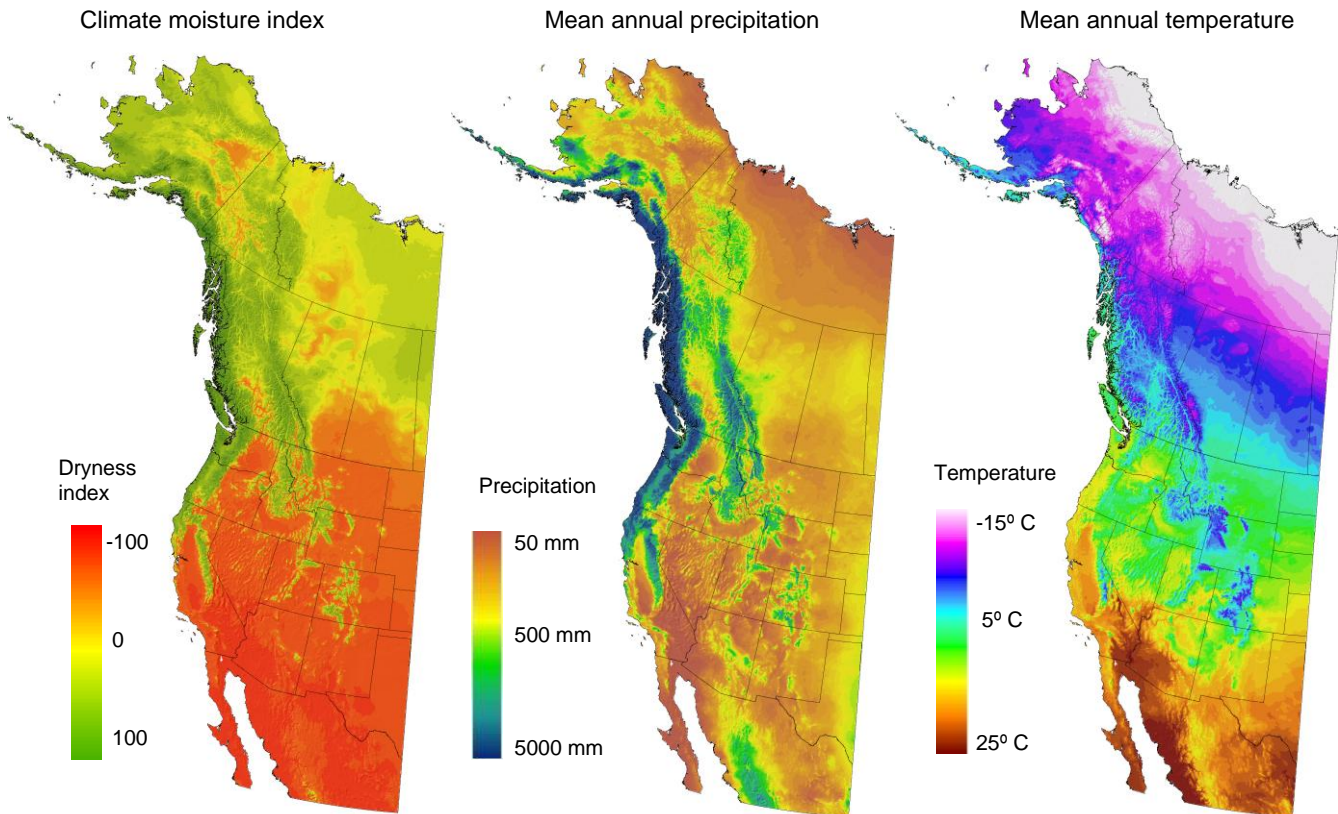 Climate moisture index
Mean annual precipitation
Mean annual temperature
Dryness
index
-100
0
100
Precipitation
50 mm
500 mm
5000 mm
Temperature
-15º C
5º C
25º C